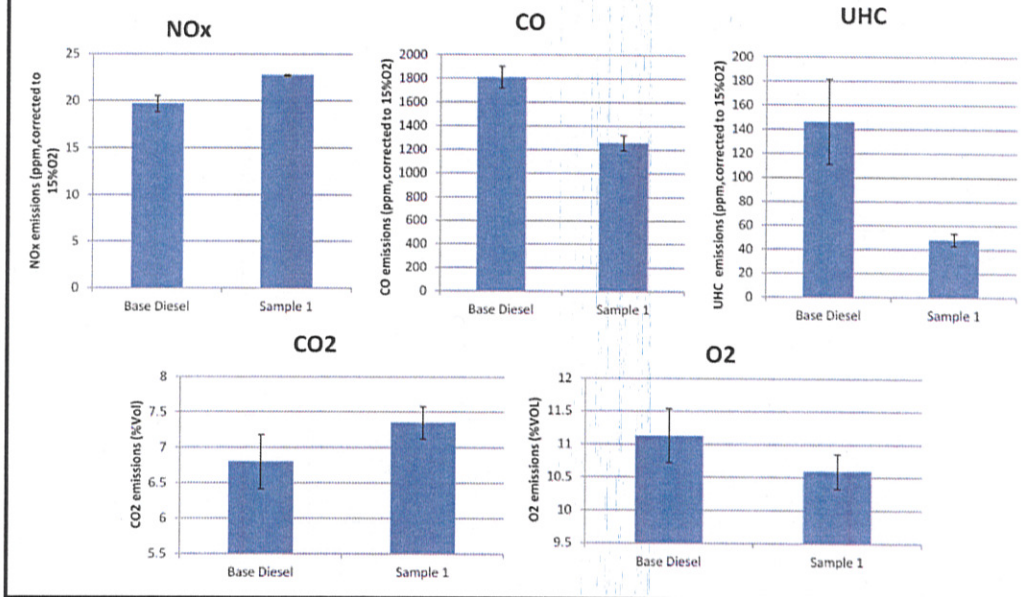 NOx
NOx emissions (ppm,corrected to
15%O2)
25
20
15
10
5
0
Base Diesel
Sample 1
CO
CO emissions (ppm,corrected to 15%O2)
2000
1800
1600
1400
1200
1000
800
600
400
200
0
Base Diesel
Sample 1
UHC
UHC emissions (ppm,corrected to 15%O2)
200
180
160
140
120
100
80
60
40
20
0
Base Diesel
Sample 1
CO2
CO2 emissions (%Vol)
8
7.5
7
6.5
6
5.5
Base Diesel
Sample 1
O2
O2 emissions (%VOL)
12
11.5
11
10.5
10
9.5
Base Diesel
Sample 1